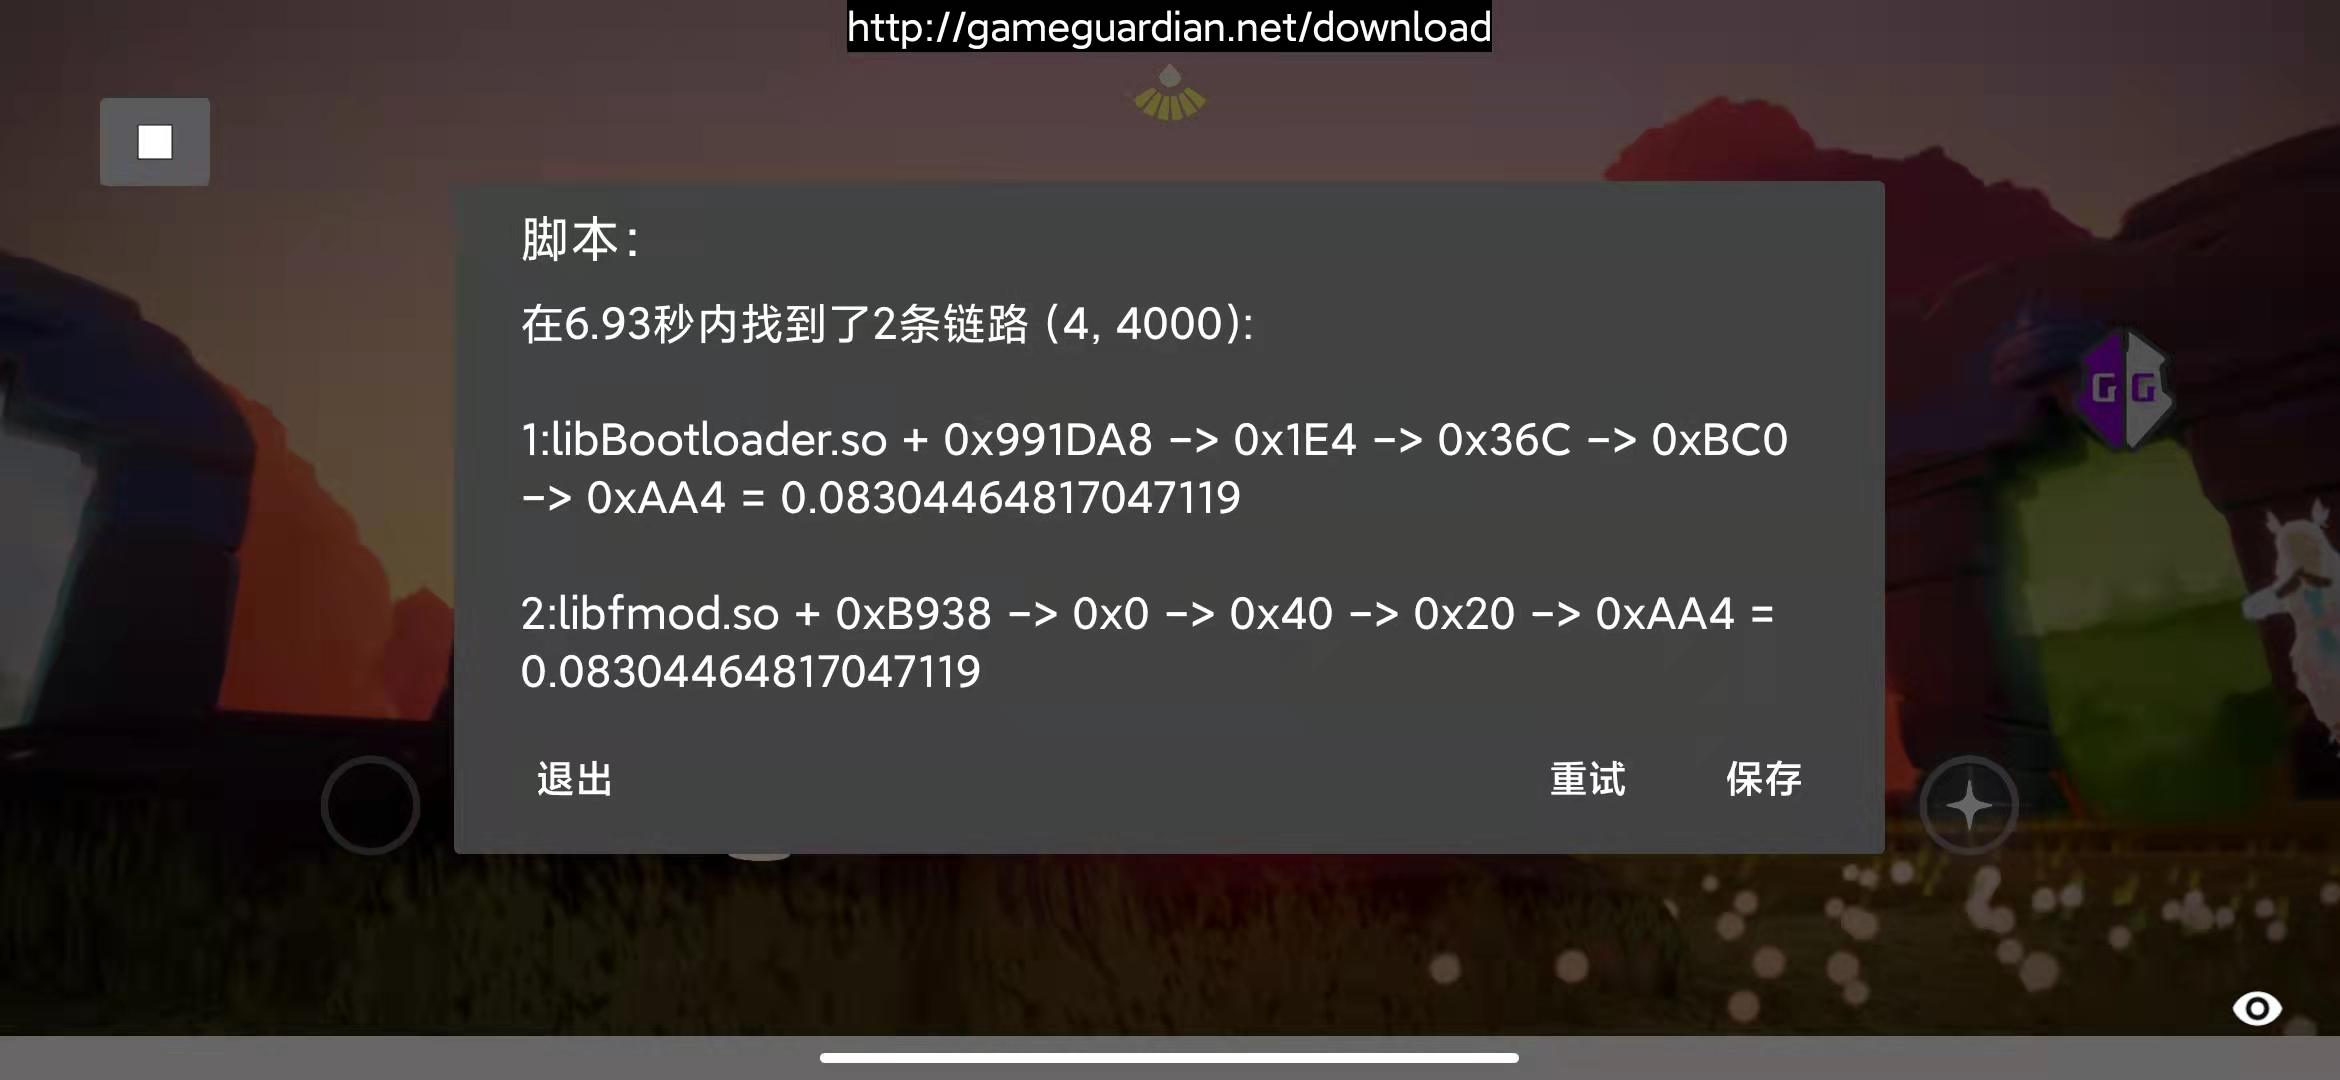 http://gameguardian.net/download
脚本：
在6.93秒内找到了2条链路 (4, 4000):
1:libBootloader.so + 0x991DA8 -> 0x1E4 -> 0x36C -> 0xBC0
-> 0xAA4 = 0.08304464817047119
G G
2:libfmod.so + 0xB938 -> 0x0 -> 0x40 -> 0x20 -> 0xAA4 =
0.08304464817047119
退出 重试 保存